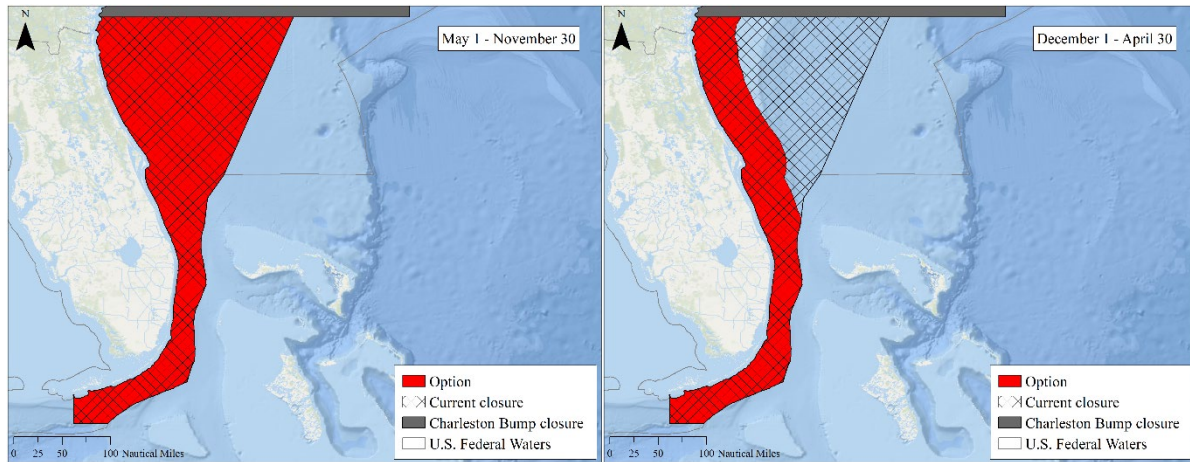 N
May 1 - November 30
Option
Current closure
Charleston Bump closure
U.S. Federal Waters
0 25 50 100 Nautical Miles
N
December 1 - April 30
Option
Current closure
Charleston Bump closure
U.S. Federal Waters
0 25 50 100 Nautical Miles